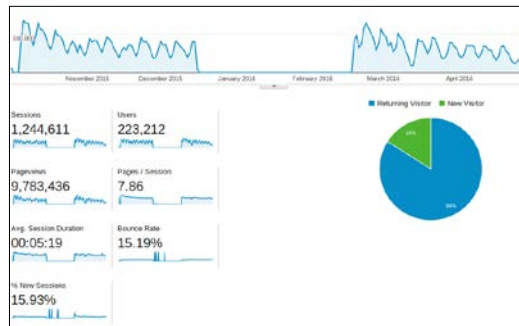 November 2015 December 2015 January 2016 February 2016 March 2016 April 2016
Returning Visitor New Visitor
Sessions Users
1,244,611 223,212
Pageviews Pages / Session
9,783,436 7.86
Avg. Session Duration Bounce Rate
00:05:19 15.19%
% New Sessions
15.93%